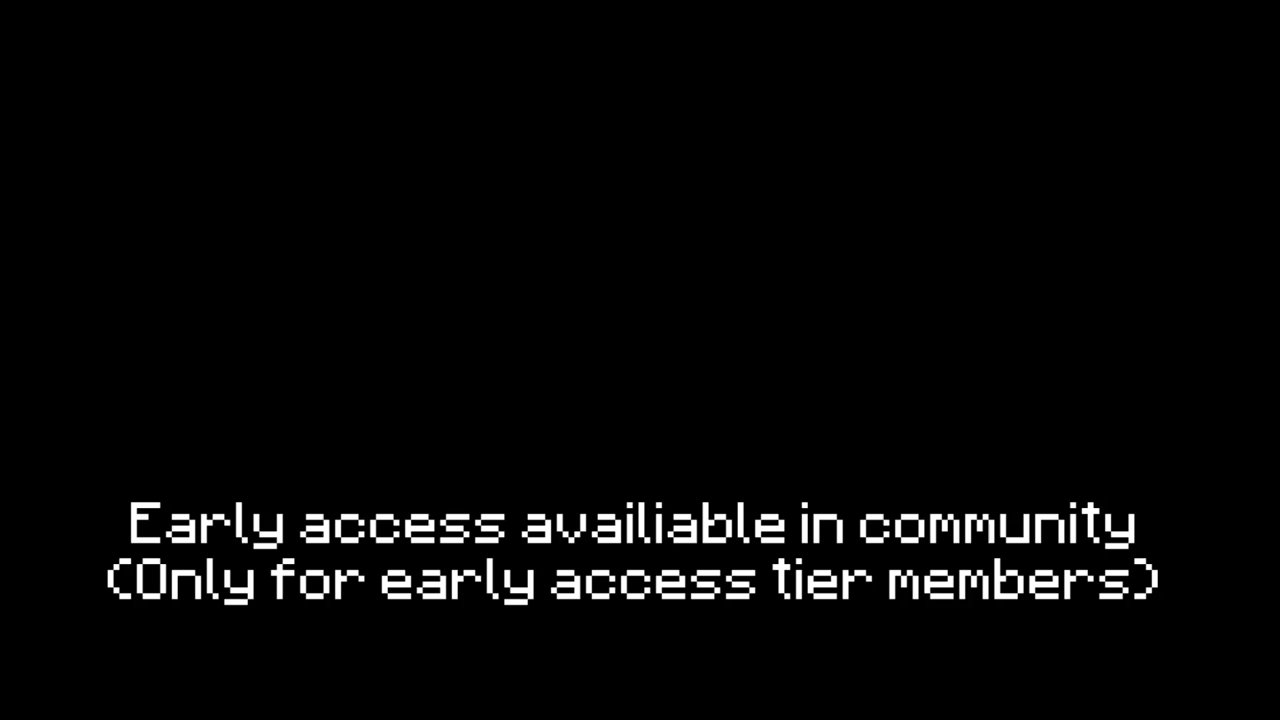 Early access availiable in community
(Only for early access tier members)